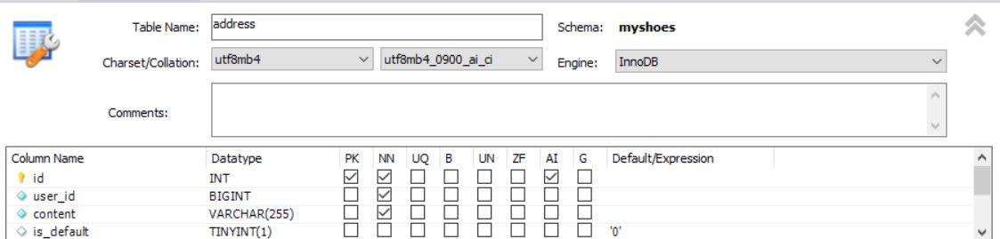 Table Name: address Schema: myshoes
Charset/Collation: utf8mb4 utf8mb4_0900_ai_ci Engine: InnoDB
Comments:
Column Name Datatype PK NN UQ B UN ZF AI G Default/Expression
id INT
user_id BIGINT
content VARCHAR(255)
is_default TINYINT(1) '0'